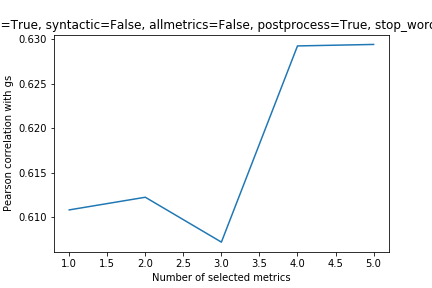 =True, syntactic=False, allmetrics=False, postprocess=True, stop_word
0.630
0.625
0.620
0.615
0.610
Pearson correlation with gs
1.0 1.5 2.0 2.5 3.0 3.5 4.0 4.5 5.0
Number of selected metrics